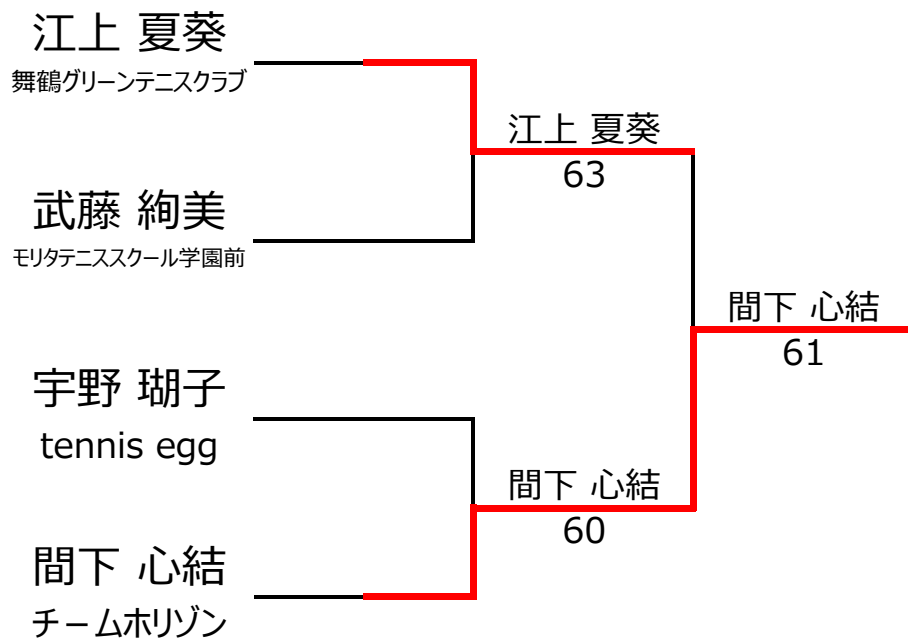 江上 夏葵
舞鶴グリーンテニスクラブ
江上 夏葵
63
武藤 絢美
モリタテニススクール学園前
間下 心結
61
宇野 瑚子
tennis egg
間下 心結
60
間下 心結
チームホリゾン